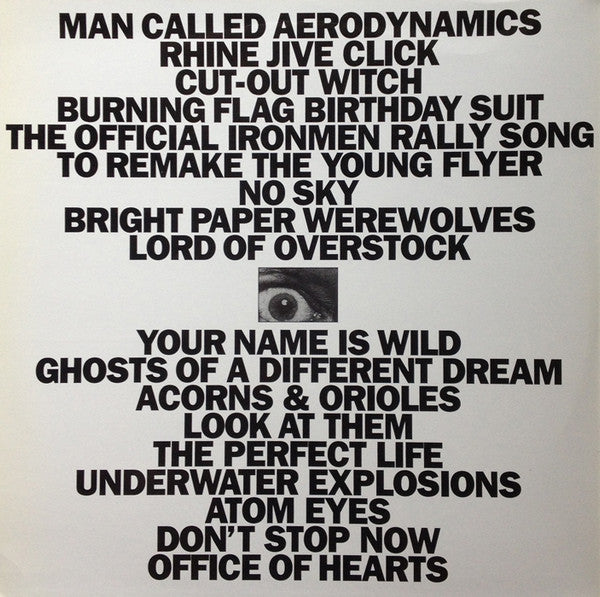 MAN CALLED AERODYNAMICS
RHINE JIVE CLICK
CUT-OUT WITCH
BURNING FLAG BIRTHDAY SUIT
THE OFFICIAL IRONMEN RALLY SONG
TO REMAKE THE YOUNG FLYER
NO SKY
BRIGHT PAPER WEREWOLVES
LORD OF OVERSTOCK
YOUR NAME IS WILD
GHOSTS OF A DIFFERENT DREAM
ACORNS & ORIOLES
LOOK AT THEM
THE PERFECT LIFE
UNDERWATER EXPLOSIONS
ATOM EYES
DON'T STOP NOW
OFFICE OF HEARTS